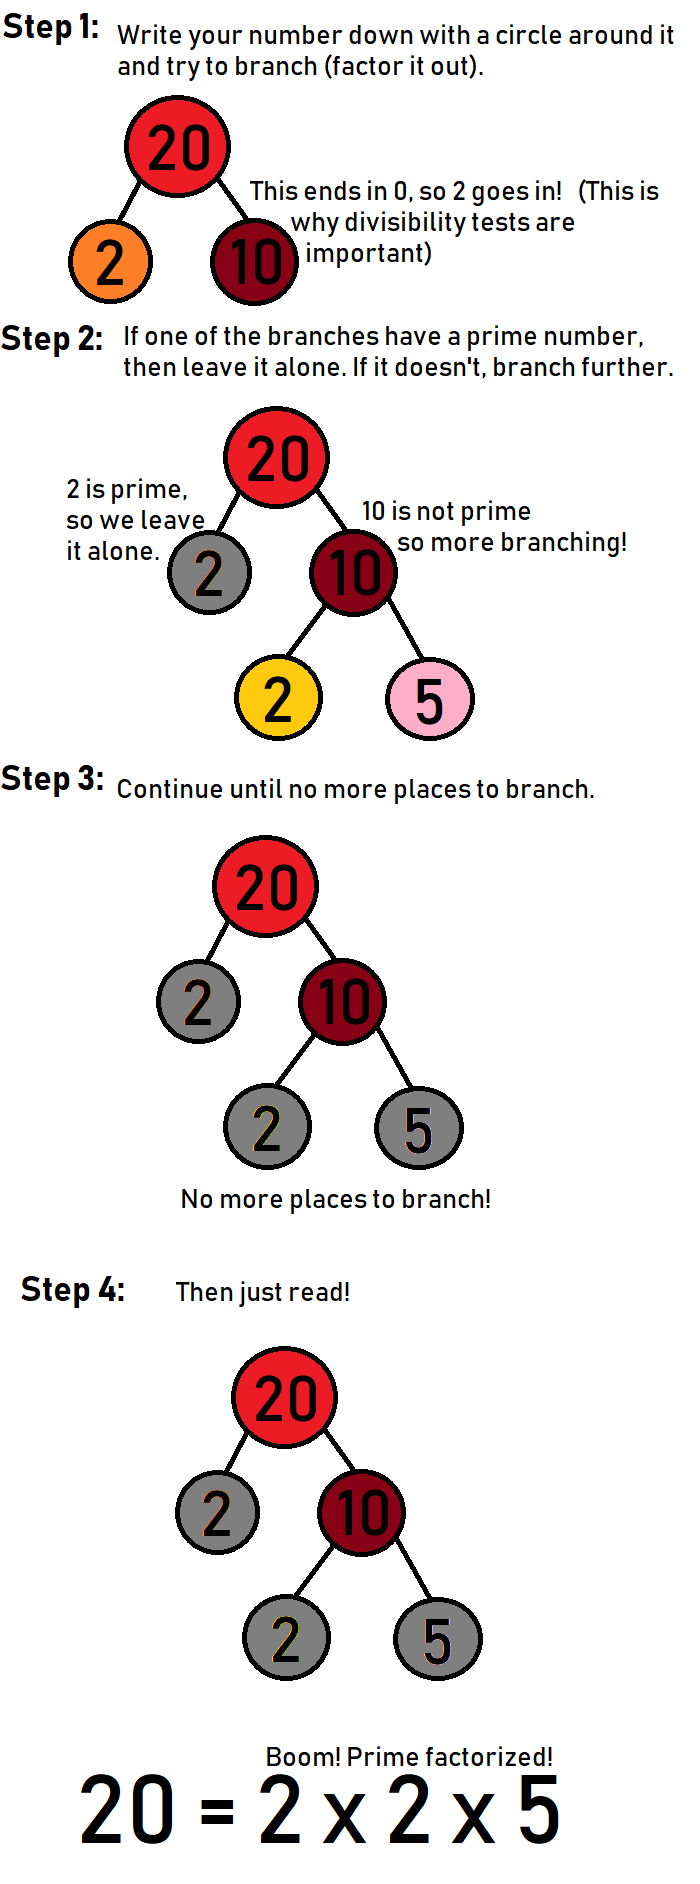 Step 1: Write your number down with a circle around it
and try to branch (factor it out).
20
This ends in 0, so 2 goes in! (This is
why divisibility tests are
important)
2 10
Step 2: If one of the branches have a prime number,
then leave it alone. If it doesn't, branch further.
20
2 is prime,
so we leave
it alone.
10 is not prime
so more branching!
2 10
2 5
Step 3: Continue until no more places to branch.
20
2 10
2 5
No more places to branch!
Step 4: Then just read!
20
2 10
2 5
Boom! Prime factorized!
20 = 2 x 2 x 5